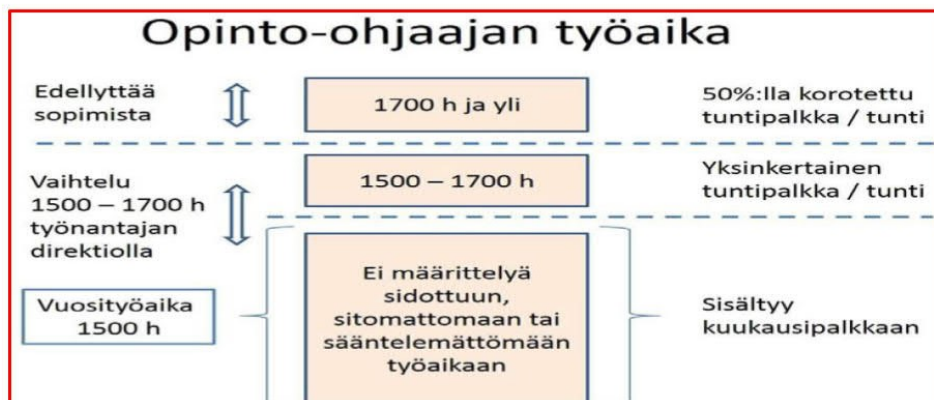 Opinto-ohjaajan työaika
Edellyttää
sopimista
1700 h ja yli
50%:lla korotettu
tuntipalkka / tunti
Vaihtelu
1500 – 1700 h
työnantajan
direktiolla
1500 – 1700 h
Yksinkertainen
tuntipalkka / tunti
Vuosityöaika
1500 h
Ei määrittelyä
sidottuun,
sitomattomaan tai
sääntelemättömään
työaikaan
Sisältyy
kuukausipalkkaan